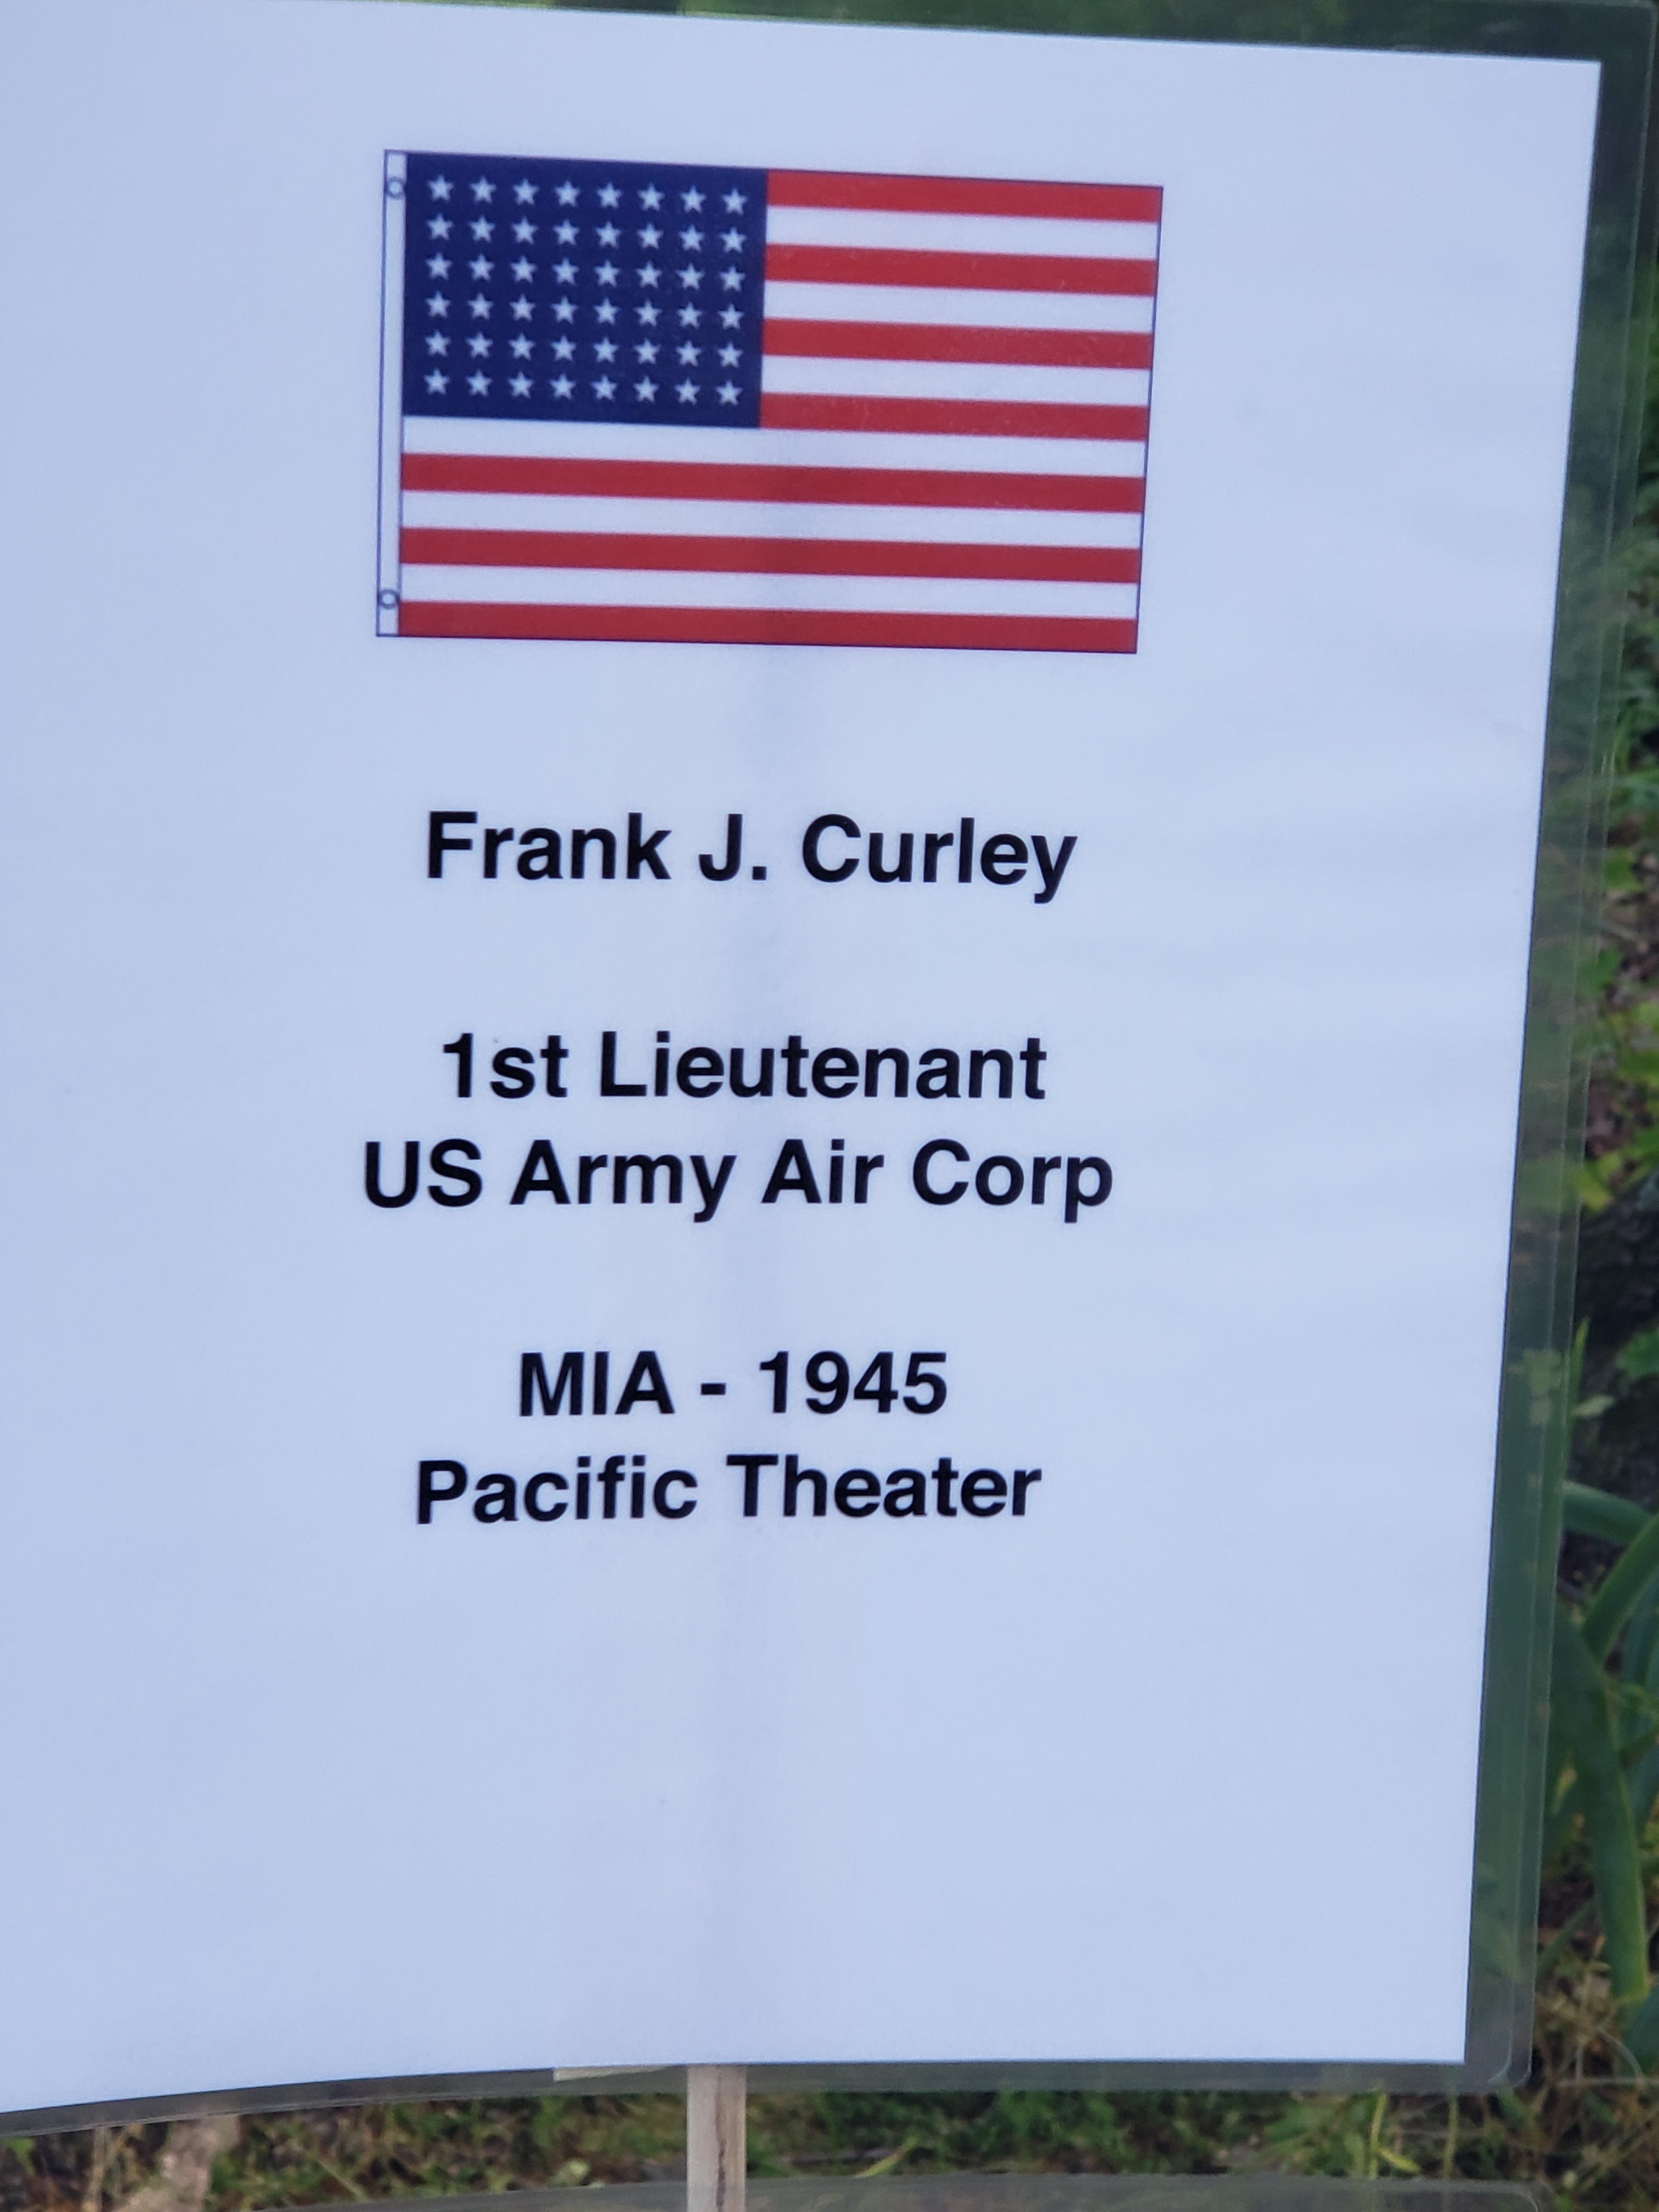 Frank J. Curley
1st Lieutenant
US Army Air Corp
MIA - 1945
Pacific Theater